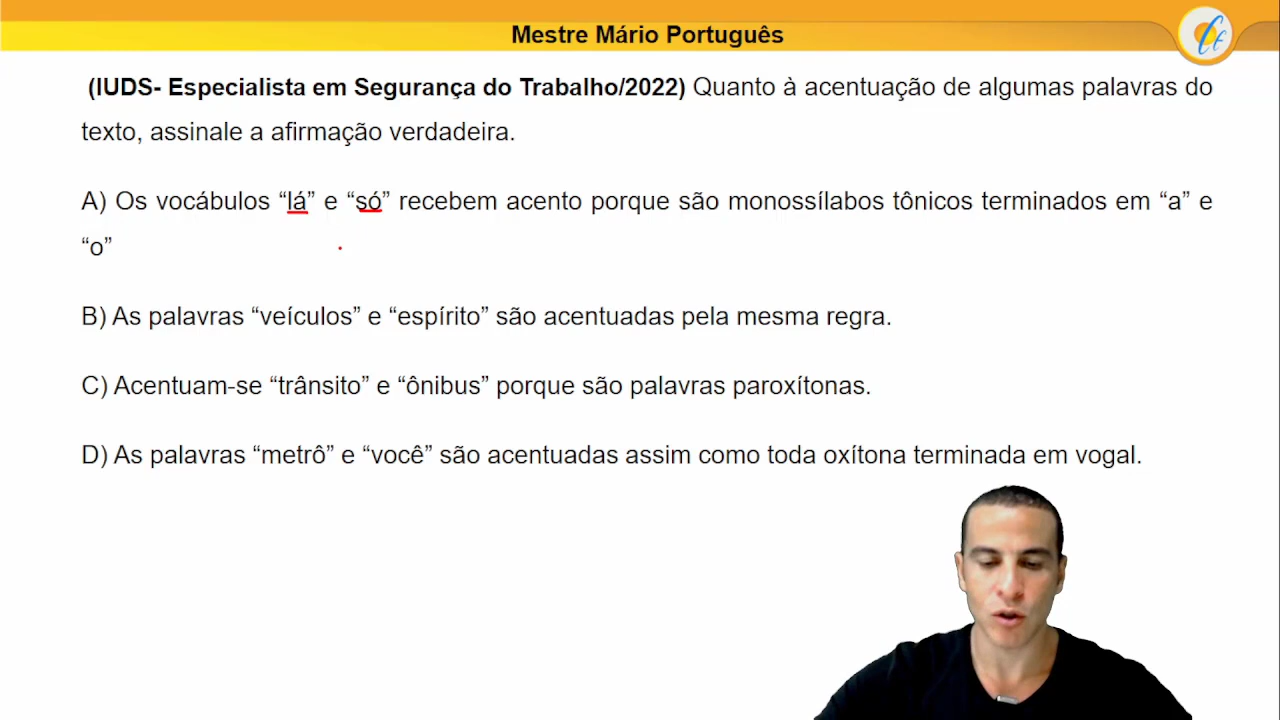 Mestre Mário Português
(IUDS- Especialista em Segurança do Trabalho/2022) Quanto à acentuação de algumas palavras do
texto, assinale a afirmação verdadeira.
A) Os vocábulos “lá” e “só” recebem acento porque são monossílabos tônicos terminados em “a” e
“o”
B) As palavras “veículos” e “espírito” são acentuadas pela mesma regra.
C) Acentuam-se “trânsito” e “ônibus” porque são palavras paroxítonas.
D) As palavras “metrô” e “você” são acentuadas assim como toda oxítona terminada em vogal.